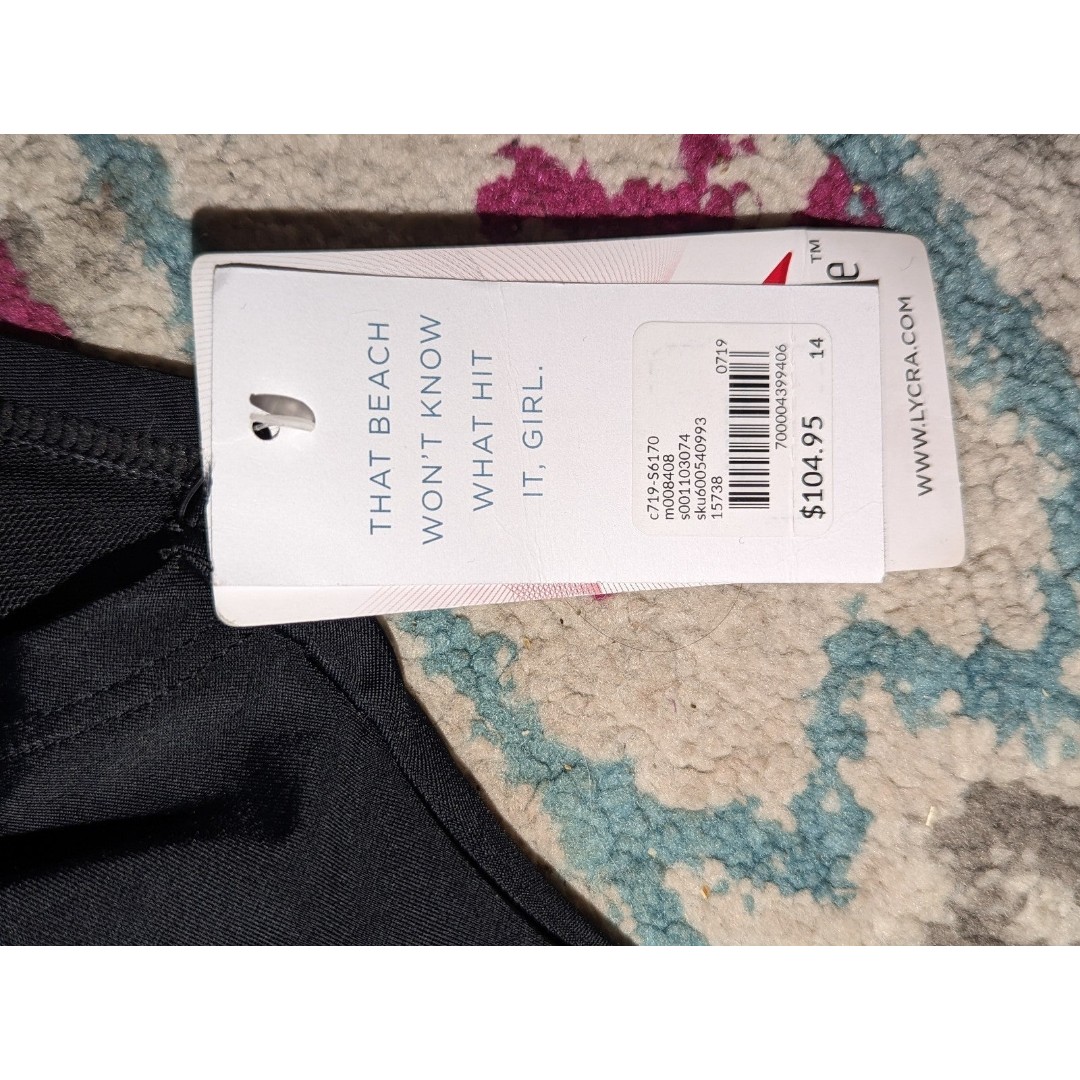 THAT BEACH
WON'T KNOW
WHAT HIT
IT, GIRL.
c719-S6170
m008408
s001103074
sku600540993
15738 0719
700004399406
$104.95 14
e™
WWW.LYCRA.COM